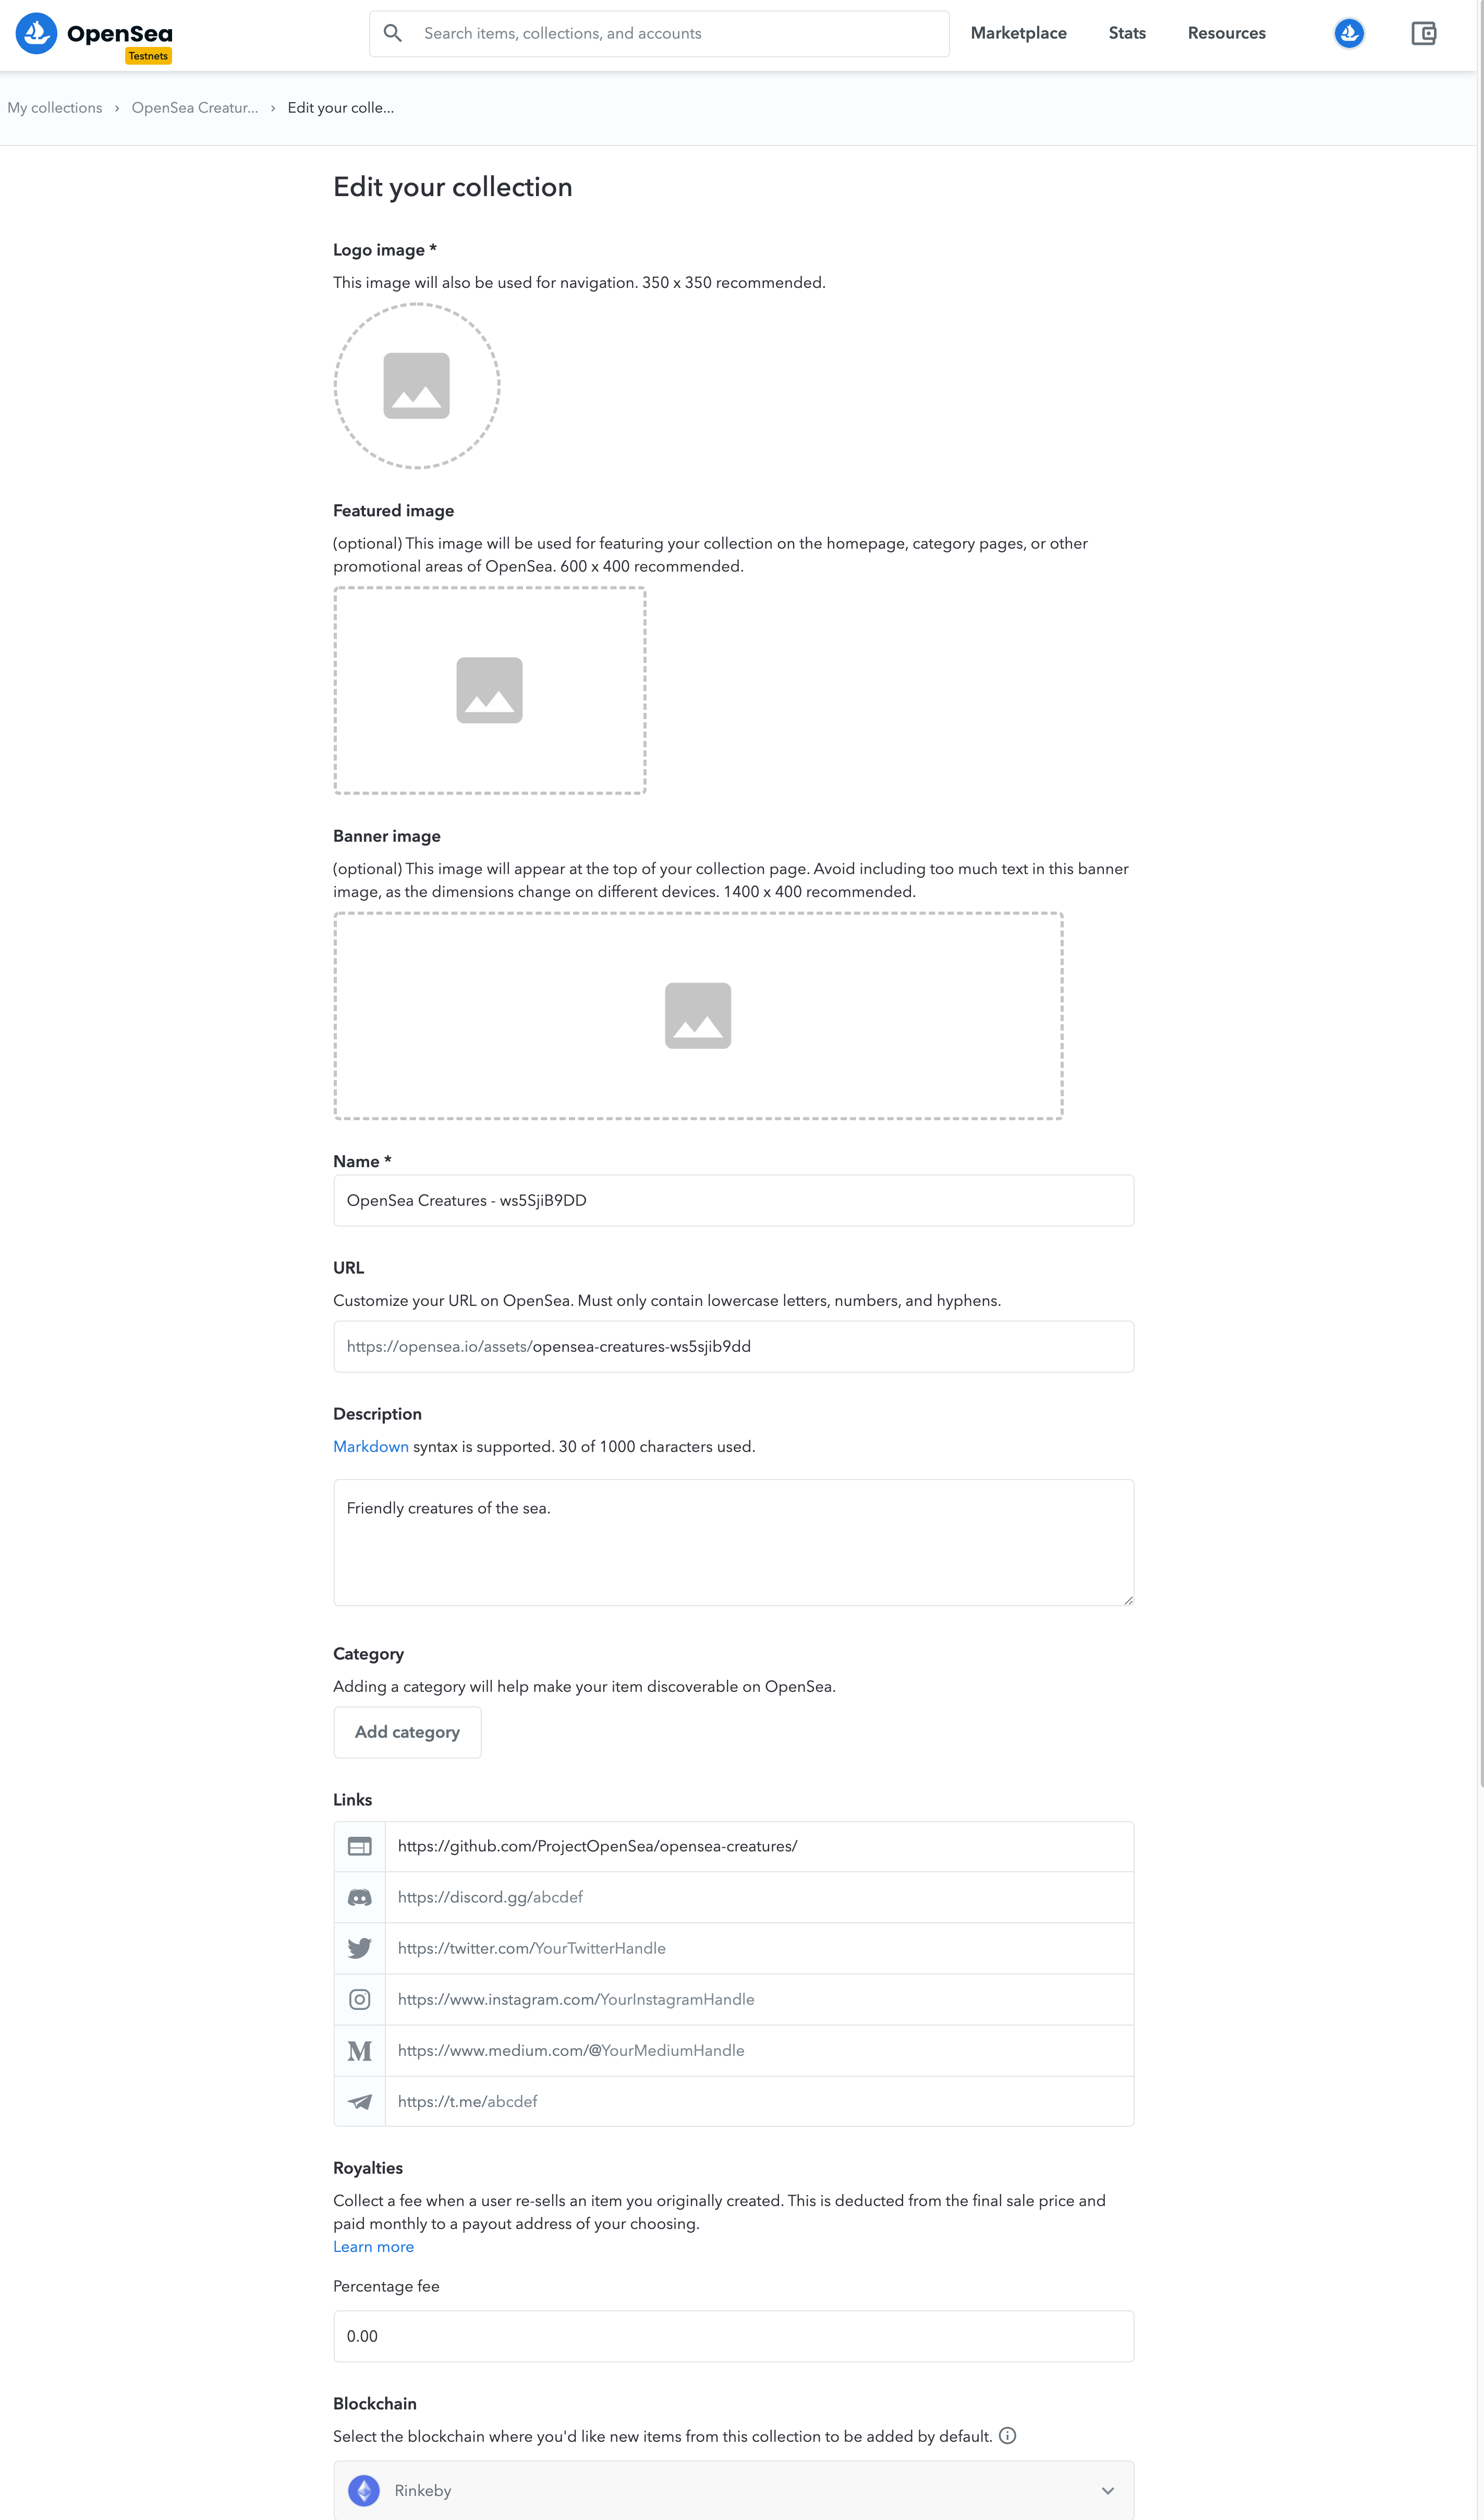 OpenSea
Testnets
Search items, collections, and accounts
Marketplace
Stats
Resources
My collections > OpenSea Creatur... > Edit your colle...
Edit your collection
Logo image *
This image will also be used for navigation. 350 x 350 recommended.
Featured image
(optional) This image will be used for featuring your collection on the homepage, category pages, or other
promotional areas of OpenSea. 600 x 400 recommended.
Banner image
(optional) This image will appear at the top of your collection page. Avoid including too much text in this banner
image, as the dimensions change on different devices. 1400 x 400 recommended.
Name *
OpenSea Creatures - ws5SjiB9DD
URL
Customize your URL on OpenSea. Must only contain lowercase letters, numbers, and hyphens.
https://opensea.io/assets/opensea-creatures-ws5sjib9dd
Description
Markdown syntax is supported. 30 of 1000 characters used.
Friendly creatures of the sea.
Category
Adding a category will help make your item discoverable on OpenSea.
Add category
Links
https://github.com/ProjectOpenSea/opensea-creatures/
https://discord.gg/abcdef
https://twitter.com/YourTwitterHandle
https://www.instagram.com/YourInstagramHandle
https://www.medium.com/@YourMediumHandle
https://t.me/abcdef
Royalties
Collect a fee when a user re-sells an item you originally created. This is deducted from the final sale price and
paid monthly to a payout address of your choosing.
Learn more
Percentage fee
0.00
Blockchain
Select the blockchain where you'd like new items from this collection to be added by default.
Rinkeby